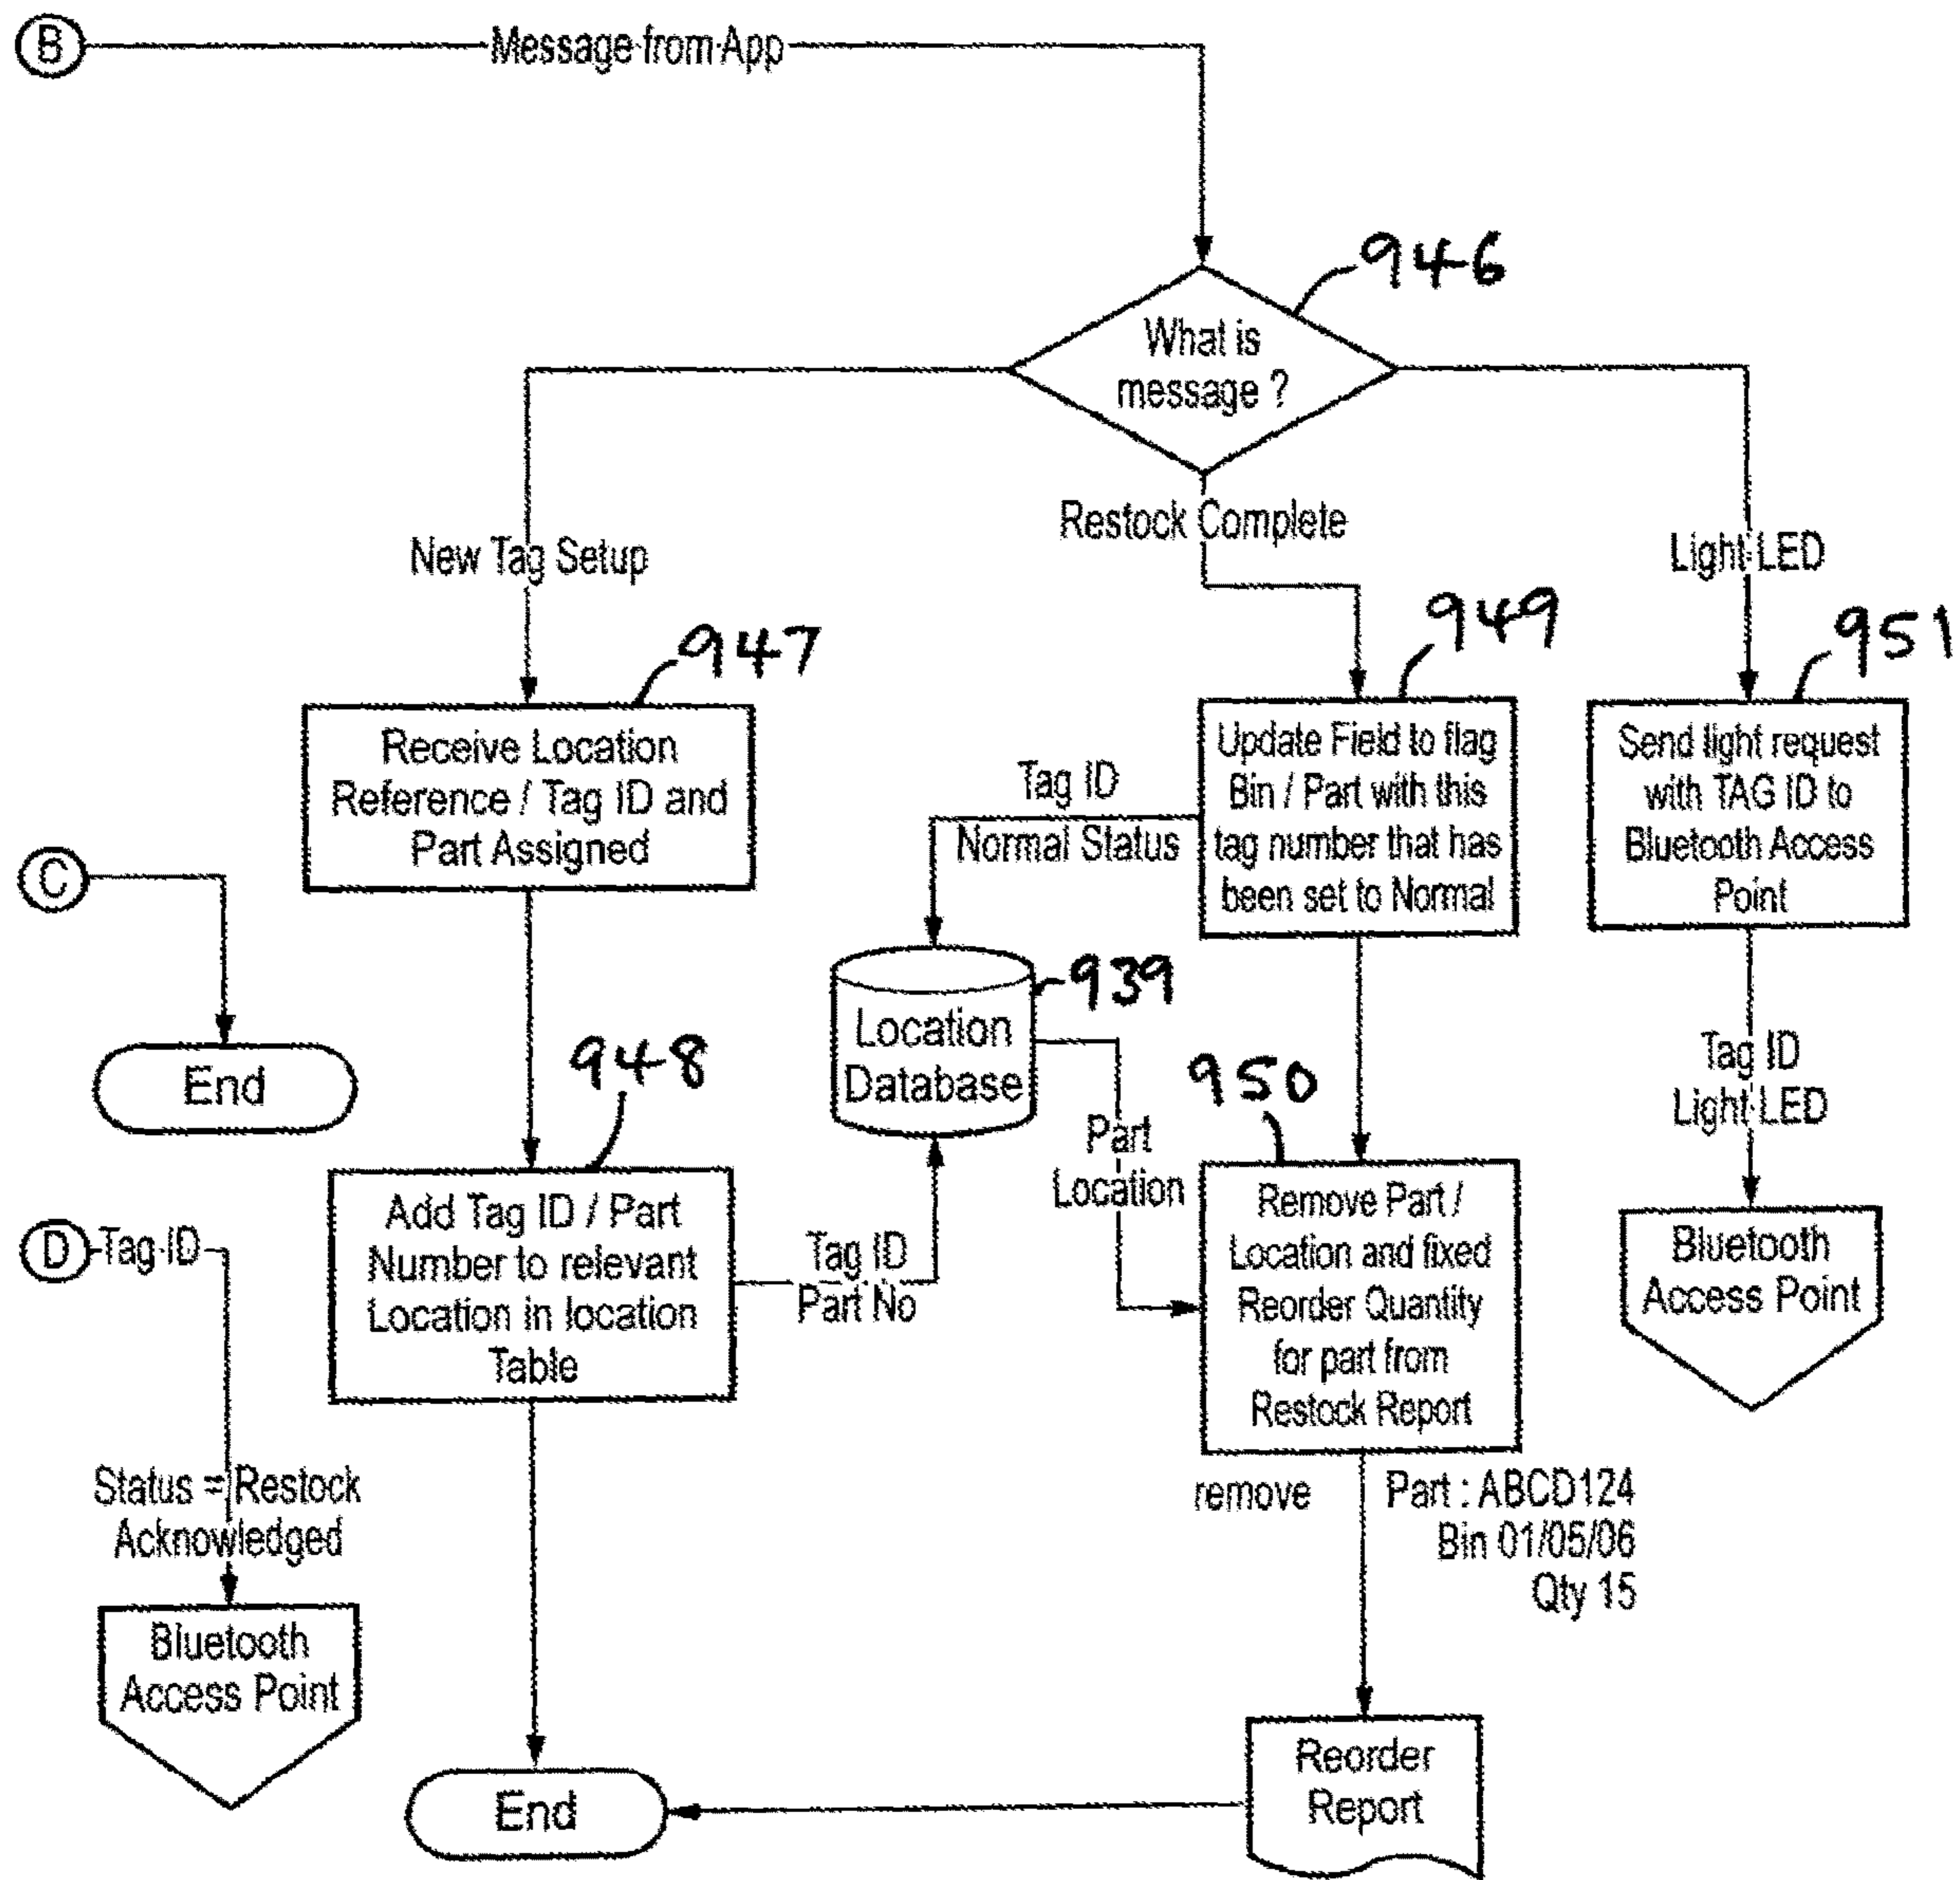 B
Message from App
946
What is
message ?
Restock Complete
New Tag Setup
Light LED
947
949
951
Receive Location
Reference / Tag ID and
Part Assigned
Tag ID
Normal Status
Update Field to flag
Bin / Part with this
tag number that has
been set to Normal
Send light request
with TAG ID to
Bluetooth Access
Point
C
End
939
Location
Database
948
950
Part
Location
Tag ID
Light LED
D
Tag ID
Add Tag ID / Part
Number to relevant
Location in location
Table
Tag ID
Part No
Remove Part /
Location and fixed
Reorder Quantity
for part from
Restock Report
Bluetooth
Access Point
Status = Restock
Acknowledged
remove
Part : ABCD124
Bin 01/05/06
Qty 15
Bluetooth
Access Point
End
Reorder
Report